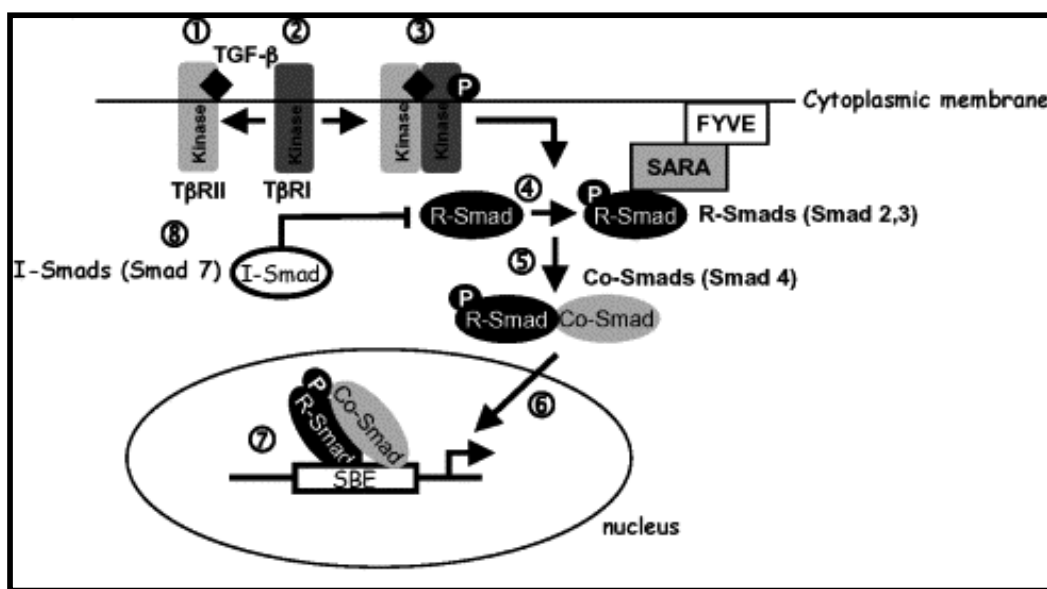 ① ② ③
TGF-β
P
Kinase Kinase Kinase Kinase
Cytoplasmic membrane
FYVE
SARA
TβRII TβRI
④
P
R-Smad R-Smad R-Smads (Smad 2,3)
⑧
I-Smads (Smad 7) I-Smad
⑤
Co-Smads (Smad 4)
P
R-Smad Co-Smad
⑥
P
R-Smad Co-Smad
⑦
SBE
nucleus